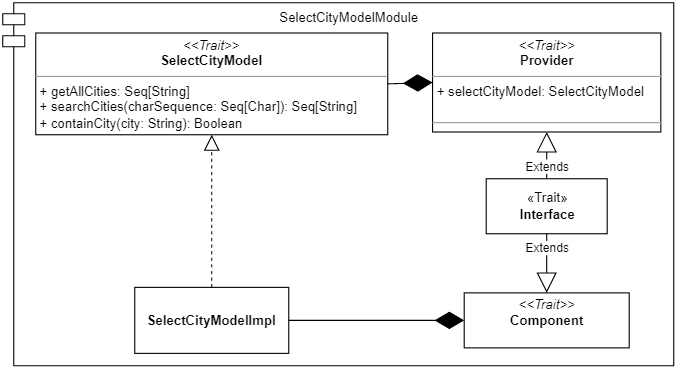 SelectCityModelModule
<<Trait>>
SelectCityModel
+ getAllCities: Seq[String]
+ searchCities(charSequence: Seq[Char]): Seq[String]
+ containCity(city: String): Boolean
<<Trait>>
Provider
+ selectCityModel: SelectCityModel
Extends
«Trait»
Interface
Extends
SelectCityModelImpl
<<Trait>>
Component